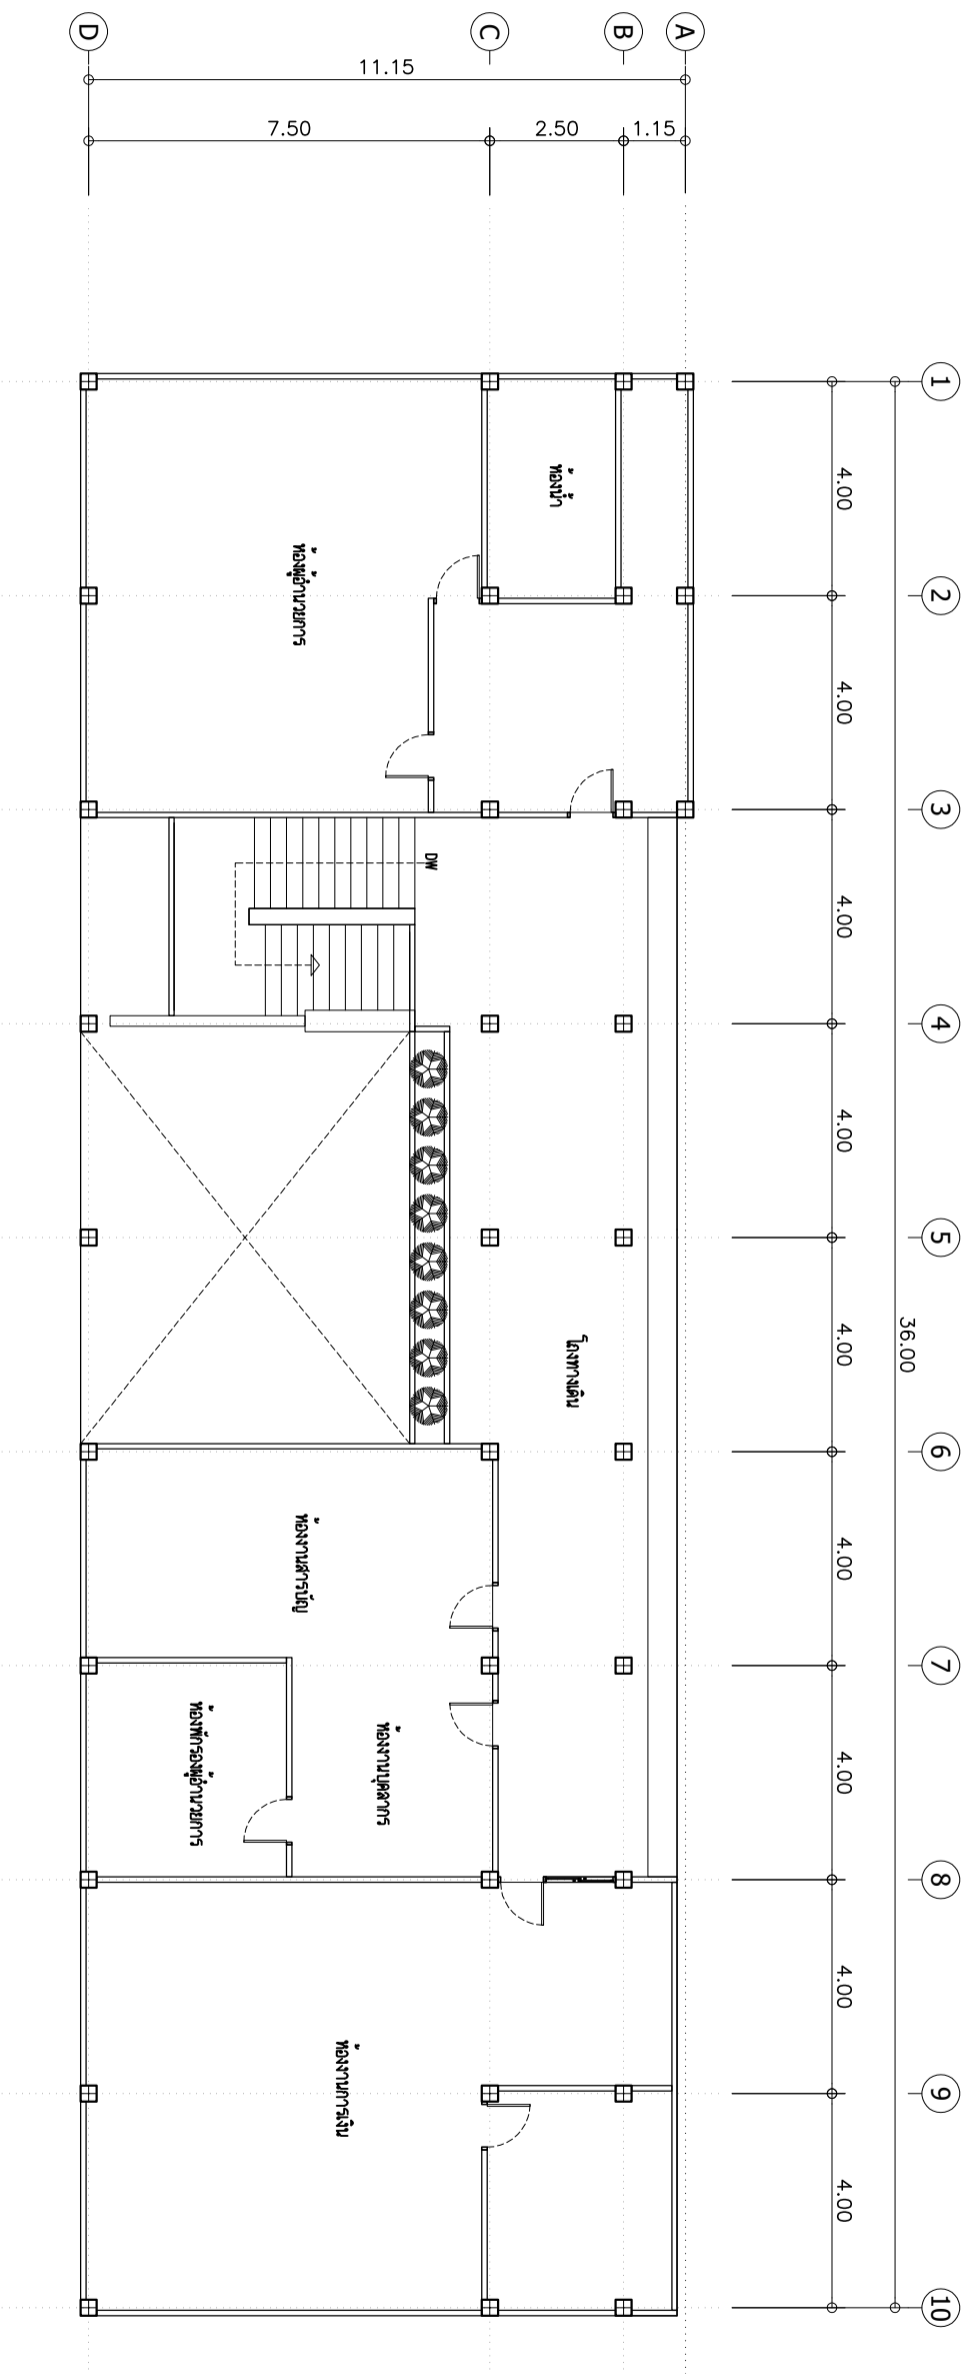 1
2
3
4
5
6
7
8
9
10
36.00
4.00
4.00
4.00
4.00
4.00
4.00
4.00
4.00
4.00
A
B
C
D
1.15
2.50
7.50
11.15
ห้องน้ำ
ห้องผู้อำนวยการ
DW
โถงทางเดิน
ห้องงานสารบัญ
ห้องงานบุคลากร
ห้องพักรองผู้อำนวยการ
ห้องงานการเงิน